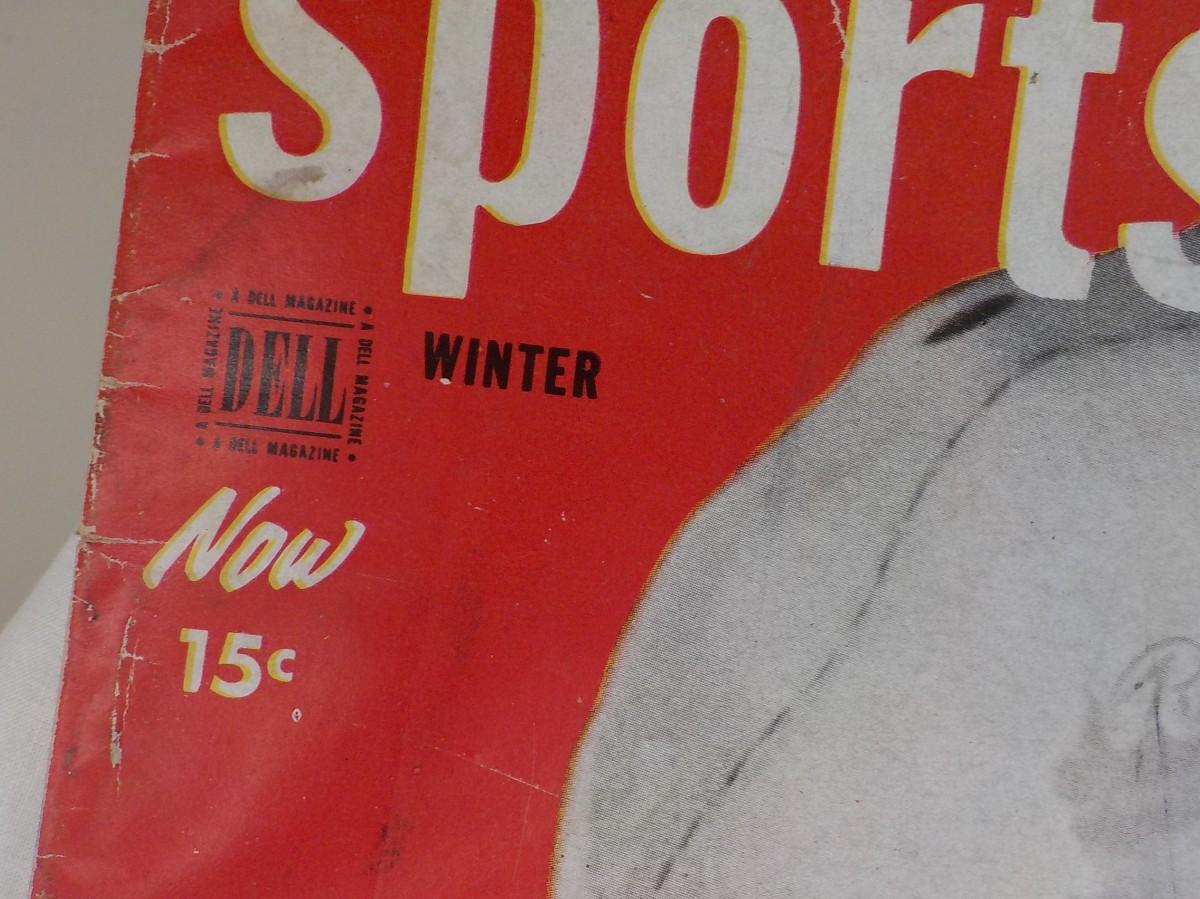 sports
• A DELL MAGAZINE •
A DELL MAGAZINE
DELL
A DELL MAGAZINE
• A DELL MAGAZINE •
WINTER
Now
15c